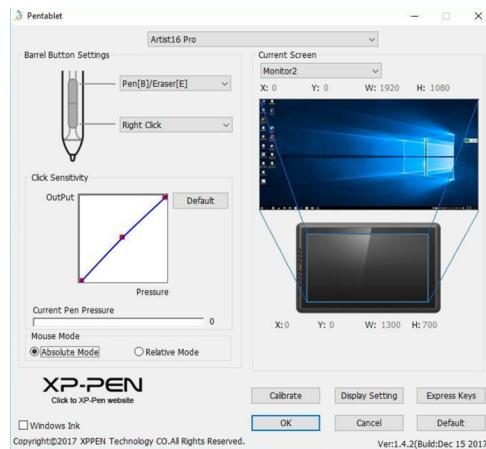 Pentablet
Artist16 Pro
Barrel Button Settings
Pen[B]/Eraser[E]
Right Click
Click Sensitivity
OutPut
Default
Pressure
Current Pen Pressure
0
Mouse Mode
Absolute Mode
Relative Mode
XP-PEN
Click to XP-Pen website
Windows Ink
Copyright©2017 XPPEN Technology CO.All Rights Reserved.
Current Screen
Monitor2
X: 0 Y: 0 W: 1920 H: 1080
X: 0 Y: 0 W: 1300 H: 700
Calibrate
Display Setting
Express Keys
OK
Cancel
Default
Ver:1.4.2(Build:Dec 15 2017